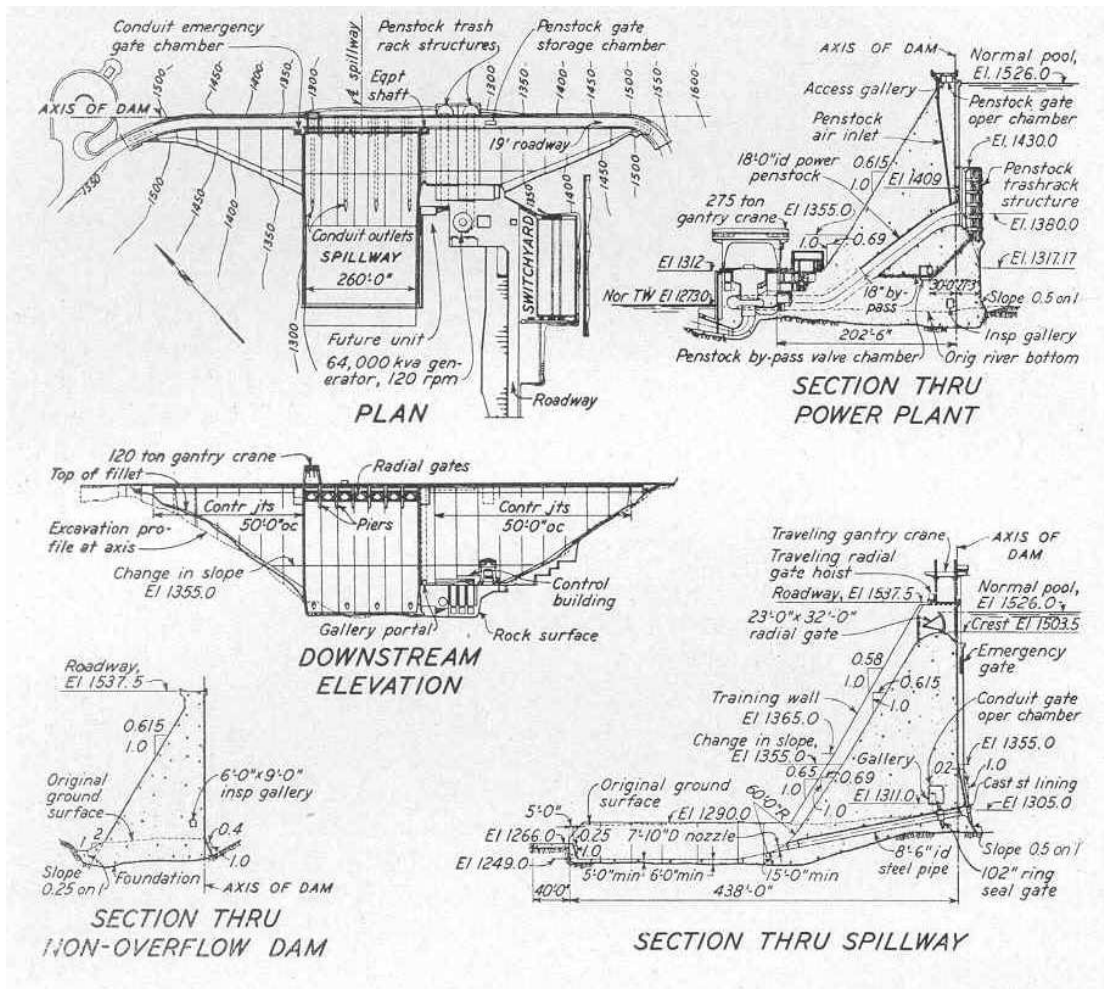 Conduit emergency
gate chamber
℄ spillway
Penstock trash
rack structures
Penstock gate
storage chamber
Eqpt
shaft
1500
1450
1400
1350
1300
1300
1350
1400
1450
1500
1550
1600
AXIS OF DAM
19' roadway
1550
1500
1450
1400
1350
1300
1500
1450
1400
1350
Conduit outlets
SPILLWAY
260'-0"
SWITCHYARD
Future unit
64,000 kva gen-
erator, 120 rpm
Roadway
PLAN
AXIS OF DAM
Normal pool,
El. 1526.0
Access gallery
Penstock gate
oper chamber
Penstock
air inlet
El. 1430.0
18'-0" id power
penstock
0.615
1.0
El 1409
Penstock
trashrack
structure
275 ton
gantry crane
El 1355.0
1.0
0.69
El. 1380.0
El 1312
El. 1317.17
Nor TW El 1273.0
18" by-
pass
Slope 0.5 on 1
202'-6"
Insp gallery
Penstock by-pass valve chamber
Orig river bottom
SECTION THRU
POWER PLANT
120 ton gantry crane
Radial gates
Top of fillet
Contr jts
50'-0"oc
Piers
Contr jts
50'-0"oc
Excavation pro-
file at axis
Change in slope
El 1355.0
Control
building
Gallery portal
Rock surface
DOWNSTREAM
ELEVATION
Roadway,
El 1537.5
0.615
1.0
Original
ground
surface
6'-0"x9'-0"
insp gallery
2
1
0.4
1.0
Slope
0.25 on 1
Foundation
AXIS OF DAM
SECTION THRU
NON-OVERFLOW DAM
Traveling gantry crane
AXIS OF
DAM
Traveling radial
gate hoist
Roadway, El 1537.5
Normal pool,
El 1526.0
23'-0"x 32'-0"
radial gate
Crest El 1503.5
Emergency
gate
0.58
1.0
0.615
1.0
Training wall
El 1365.0
Conduit gate
oper chamber
Change in slope,
El 1355.0
Gallery
El 1355.0
0.65
1.0
0.69
1.0
0.2
1.0
Cast st lining
Original ground
surface
60'-0"R
El 1311.0
El 1305.0
5'-0"
El 1290.0
El 1266.0
0.25
1.0
7'-10"D nozzle
El 1249.0
8'-6" id
steel pipe
Slope 0.5 on 1
5'-0"min
6'-0"min
15'-0"min
102" ring
seal gate
40'-0"
438'-0"
SECTION THRU SPILLWAY